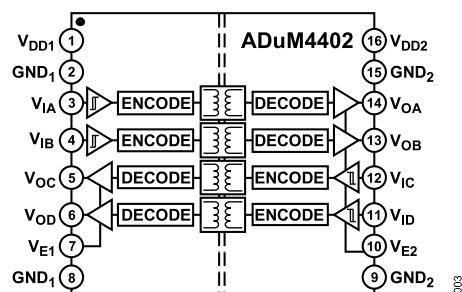 ADuM4402
VDD1 1 16 VDD2
GND1 2 15 GND2
VIA 3 ENCODE DECODE 14 VOA
VIB 4 ENCODE DECODE 13 VOB
VOC 5 DECODE ENCODE 12 VIC
VOD 6 DECODE ENCODE 11 VID
VE1 7 10 VE2
GND1 8 9 GND2
003